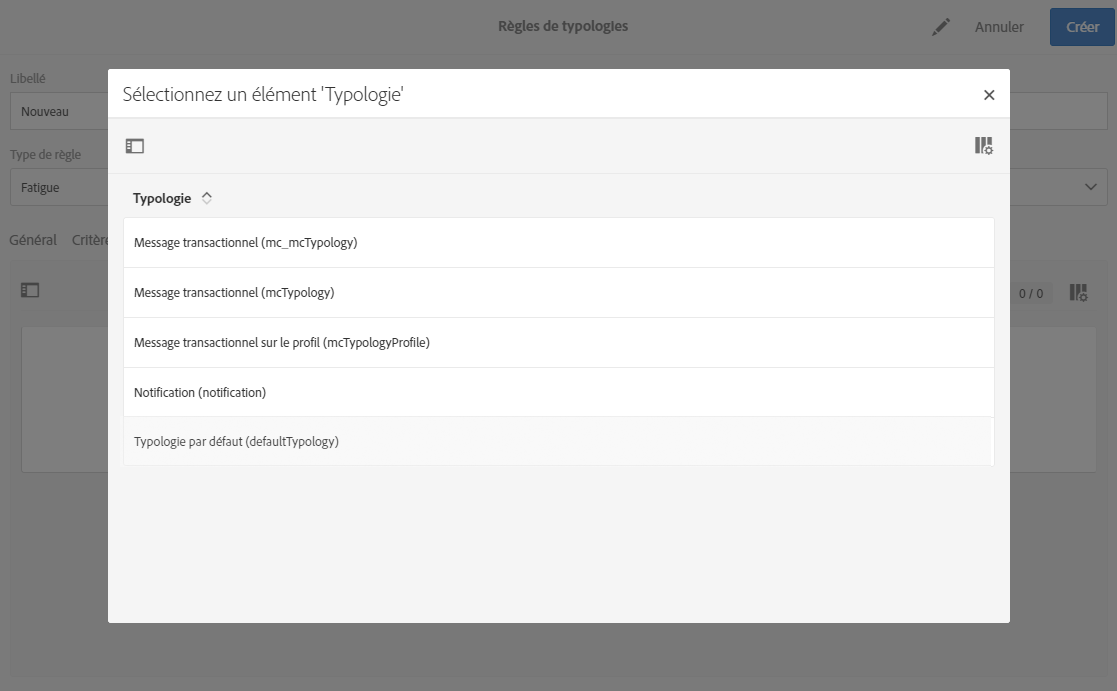 Règles de typologies
Annuler
Créer
Libellé
Nouveau
Type de règle
Fatigue
Général Critère
0 / 0
Sélectionnez un élément 'Typologie'
Typologie
Message transactionnel (mc_mcTypology)
Message transactionnel (mcTypology)
Message transactionnel sur le profil (mcTypologyProfile)
Notification (notification)
Typologie par défaut (defaultTypology)